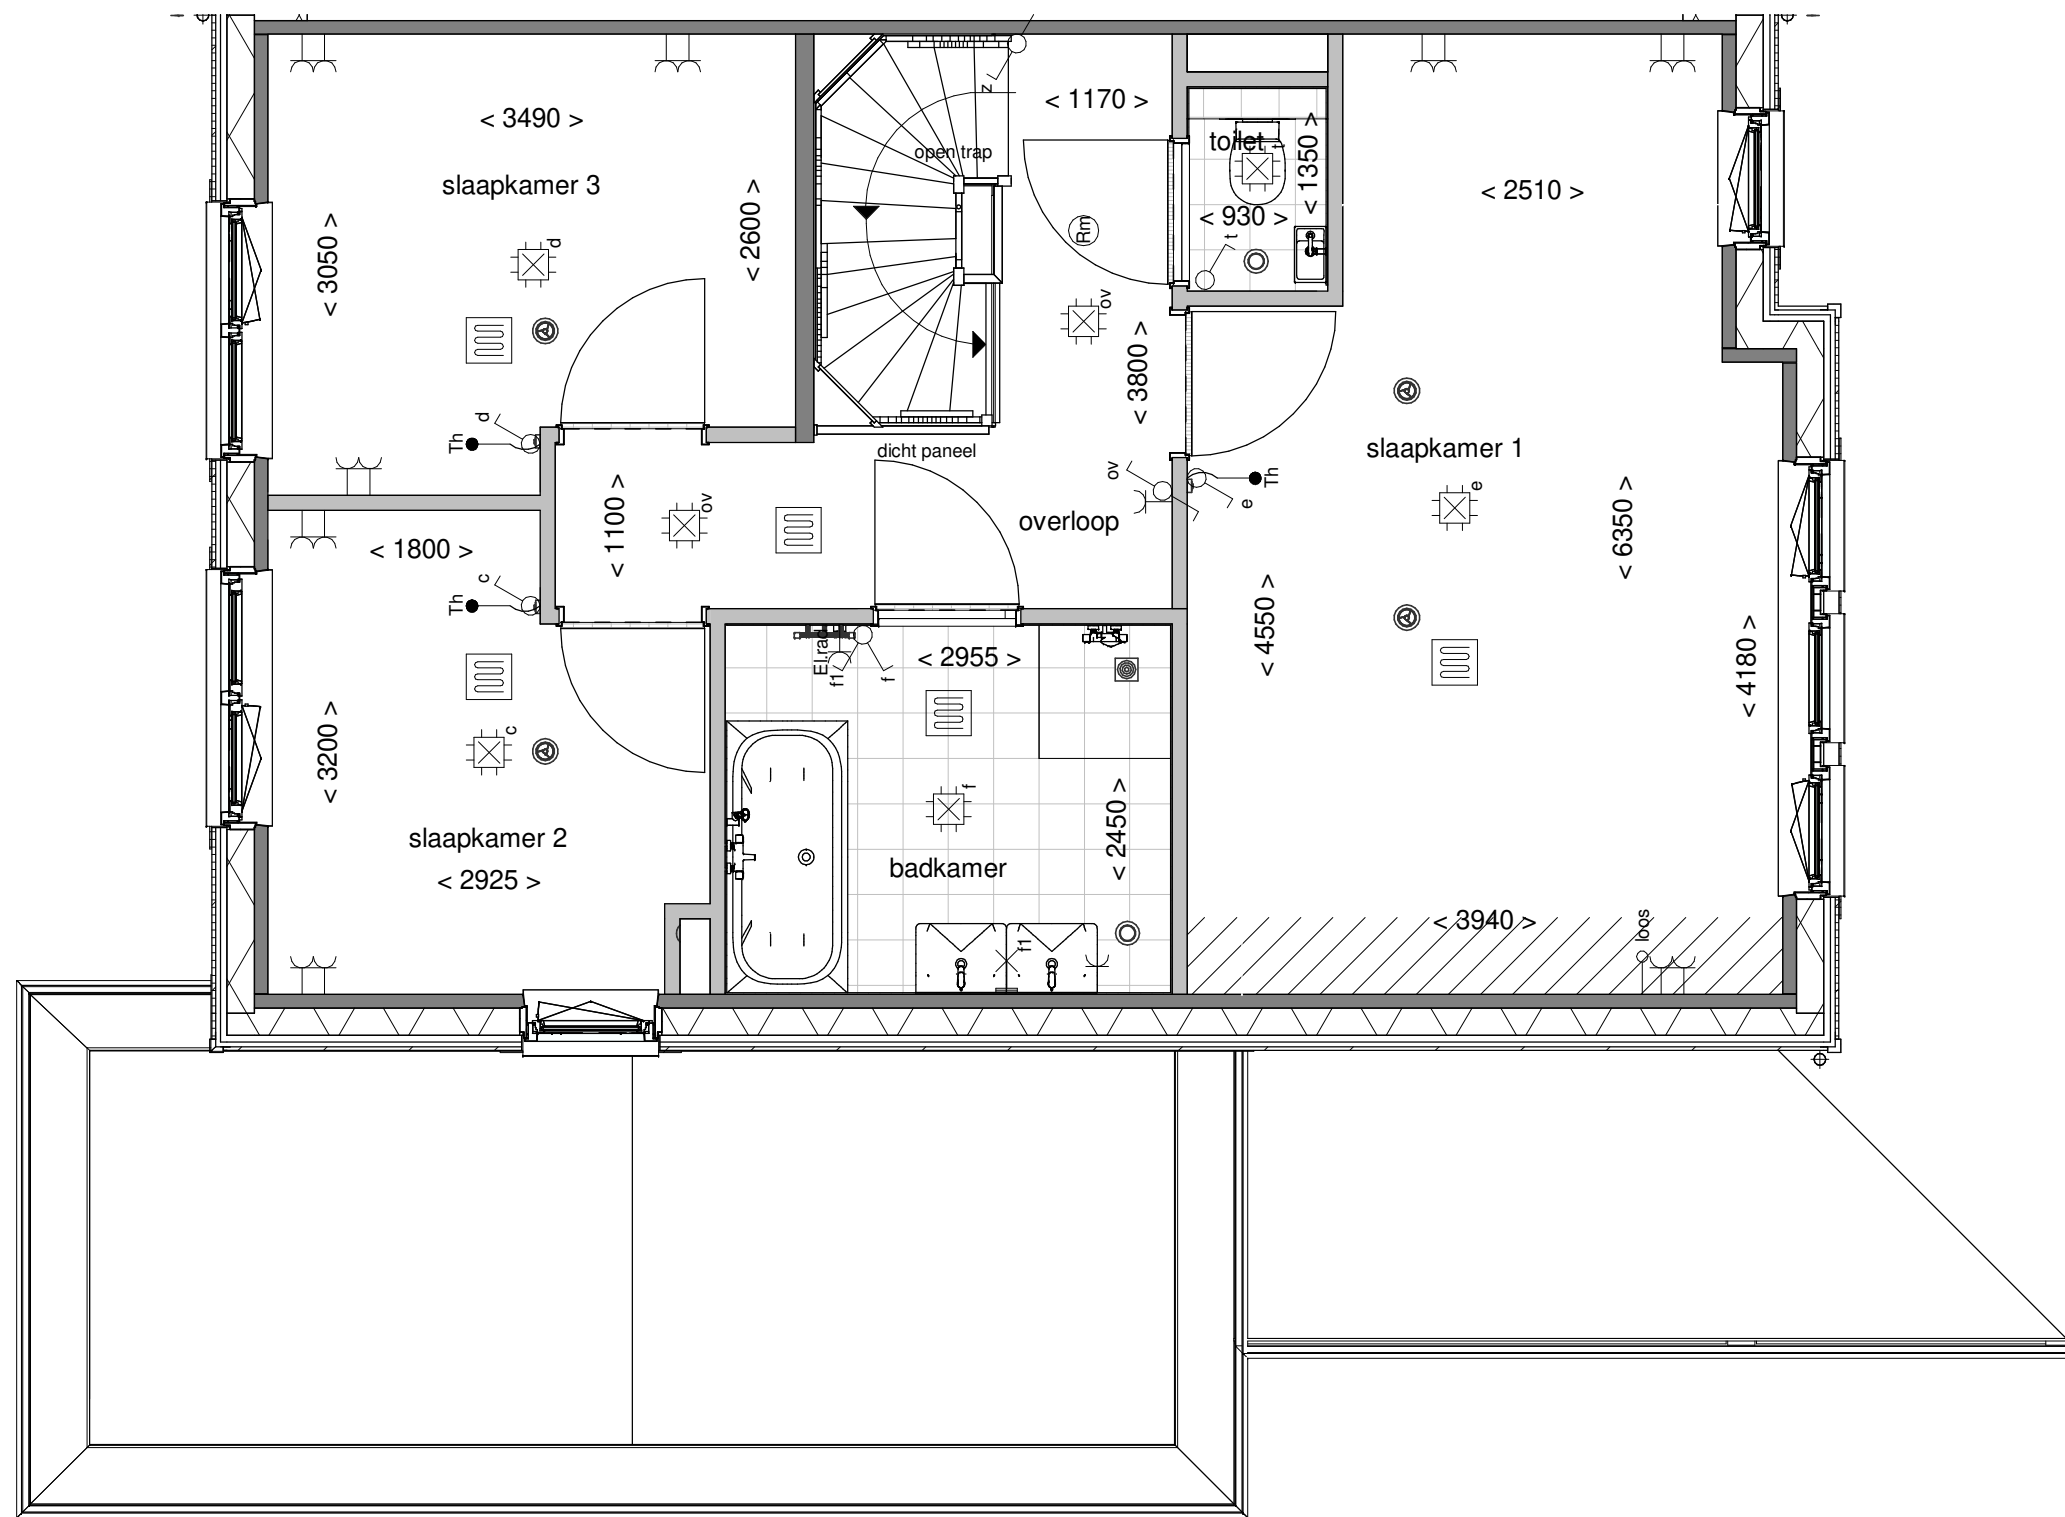 z
< 1170 >
< 3490 >
open trap
toilet
t
< 1350 >
slaapkamer 3
< 2600 >
< 2510 >
< 930 >
Rm
t
< 3050 >
d
ov
< 3800 >
d
Th
dicht paneel
slaapkamer 1
ov
Th
e
e
ov
< 1100 >
overloop
< 6350 >
< 1800 >
c
Th
< 4550 >
El.rad
f1
f
< 2955 >
< 4180 >
< 3200 >
c
f
slaapkamer 2
< 2925 >
badkamer
< 2450 >
f1
< 3940 >
loos